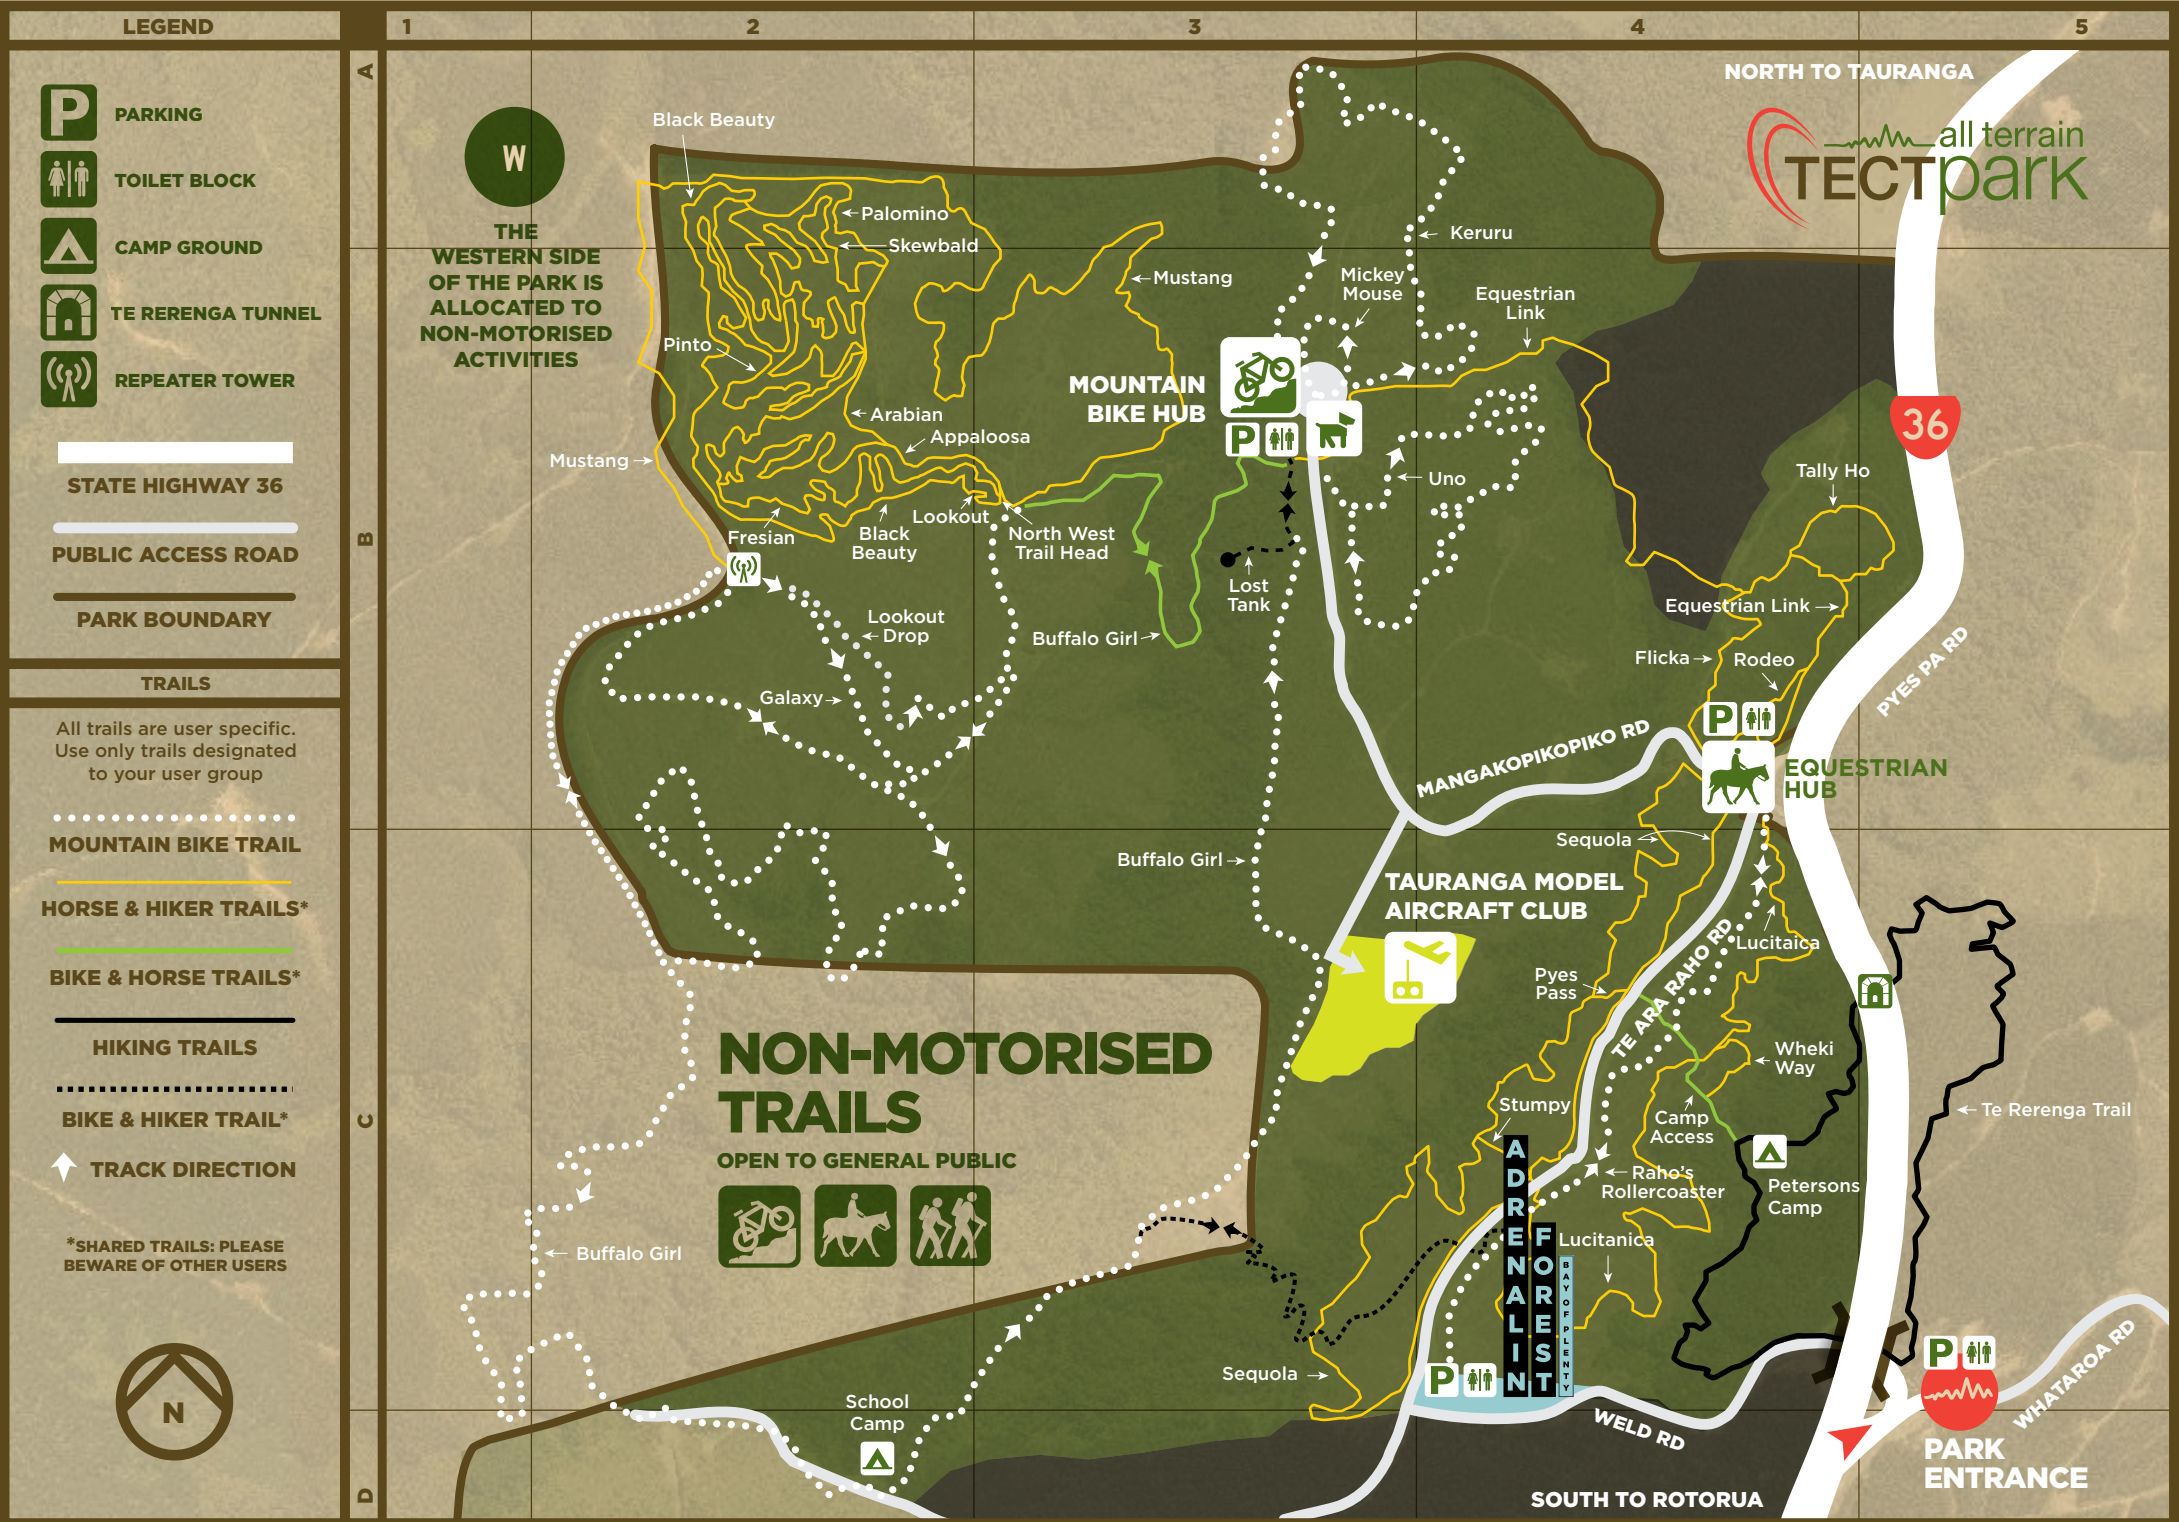 LEGEND
1
2
3
4
5
A
B
C
D
P
PARKING
TOILET BLOCK
CAMP GROUND
TE RERENGA TUNNEL
REPEATER TOWER
STATE HIGHWAY 36
PUBLIC ACCESS ROAD
PARK BOUNDARY
TRAILS
All trails are user specific.
Use only trails designated
to your user group
MOUNTAIN BIKE TRAIL
HORSE & HIKER TRAILS*
BIKE & HORSE TRAILS*
HIKING TRAILS
BIKE & HIKER TRAIL*
TRACK DIRECTION
*SHARED TRAILS: PLEASE
BEWARE OF OTHER USERS
N
W
THE
WESTERN SIDE
OF THE PARK IS
ALLOCATED TO
NON-MOTORISED
ACTIVITIES
NORTH TO TAURANGA
all terrain
TECTpark
36
Black Beauty
Palomino
Skewbald
Mustang
Keruru
Mickey
Mouse
Equestrian
Link
Pinto
MOUNTAIN
BIKE HUB
P
Arabian
Appaloosa
Mustang
Uno
Tally Ho
Lookout
Fresian
Black
Beauty
North West
Trail Head
Lost
Tank
Lookout
Drop
Buffalo Girl
Equestrian Link
Flicka
Rodeo
Galaxy
PYES PA RD
P
MANGAKOPIKOPIKO RD
EQUESTRIAN
HUB
Sequola
Buffalo Girl
TAURANGA MODEL
AIRCRAFT CLUB
Lucitaica
TE ARA RAHO RD
Pyes
Pass
NON-MOTORISED
TRAILS
OPEN TO GENERAL PUBLIC
Wheki
Way
Stumpy
Camp
Access
Te Rerenga Trail
Raho's
Rollercoaster
Petersons
Camp
Lucitanica
ADRENALIN
FOREST
BAY OF PLENTY
Buffalo Girl
Sequola
P
School
Camp
WELD RD
P
WHATAROA RD
PARK
ENTRANCE
SOUTH TO ROTORUA